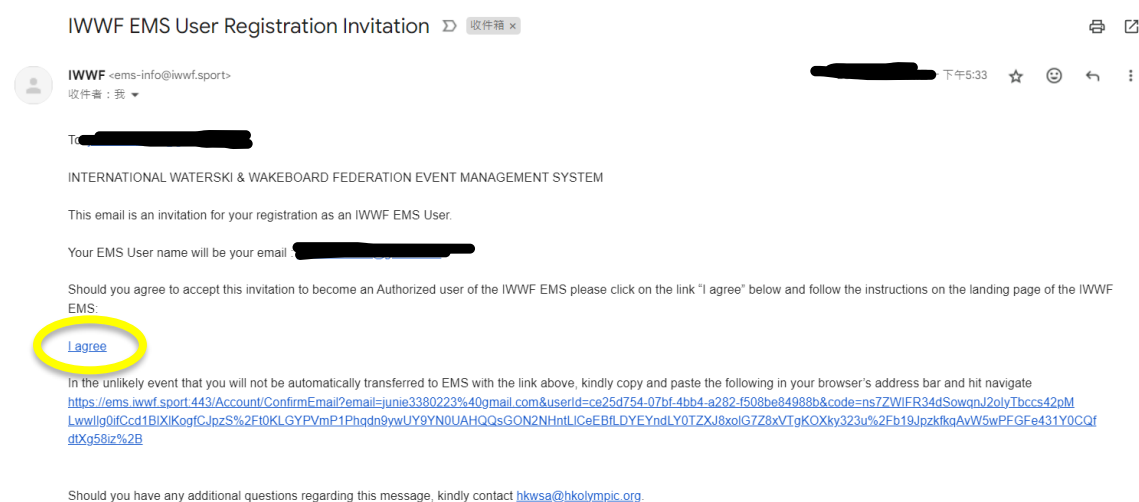 IWWF EMS User Registration Invitation 收件箱 ×
IWWF <ems-info@iwwf.sport> 下午5:33
收件者：我
To
INTERNATIONAL WATERSKI & WAKEBOARD FEDERATION EVENT MANAGEMENT SYSTEM
This email is an invitation for your registration as an IWWF EMS User.
Your EMS User name will be your email :
Should you agree to accept this invitation to become an Authorized user of the IWWF EMS please click on the link “I agree” below and follow the instructions on the landing page of the IWWF
EMS:
I agree
In the unlikely event that you will not be automatically transferred to EMS with the link above, kindly copy and paste the following in your browser’s address bar and hit navigate
https://ems.iwwf.sport:443/Account/ConfirmEmail?email=junie3380223%40gmail.com&userId=ce25d754-07bf-4bb4-a282-f508be84988b&code=ns7ZWIFR34dSowqnJ2oIyTbccs42pM
LwwIlg0ifCcd1BIXIKogfCJpzS%2Ft0KLGYPVmP1Phqdn9ywUY9YN0UAHQQsGON2NHntLICeEBfLDYEYndLY0TZXJ8xolG7Z8xVTgKOXky323u%2Fb19JpzkfkqAvW5wPFGFe431Y0CQf
dtXg58iz%2B
Should you have any additional questions regarding this message, kindly contact hkwsa@hkolympic.org.